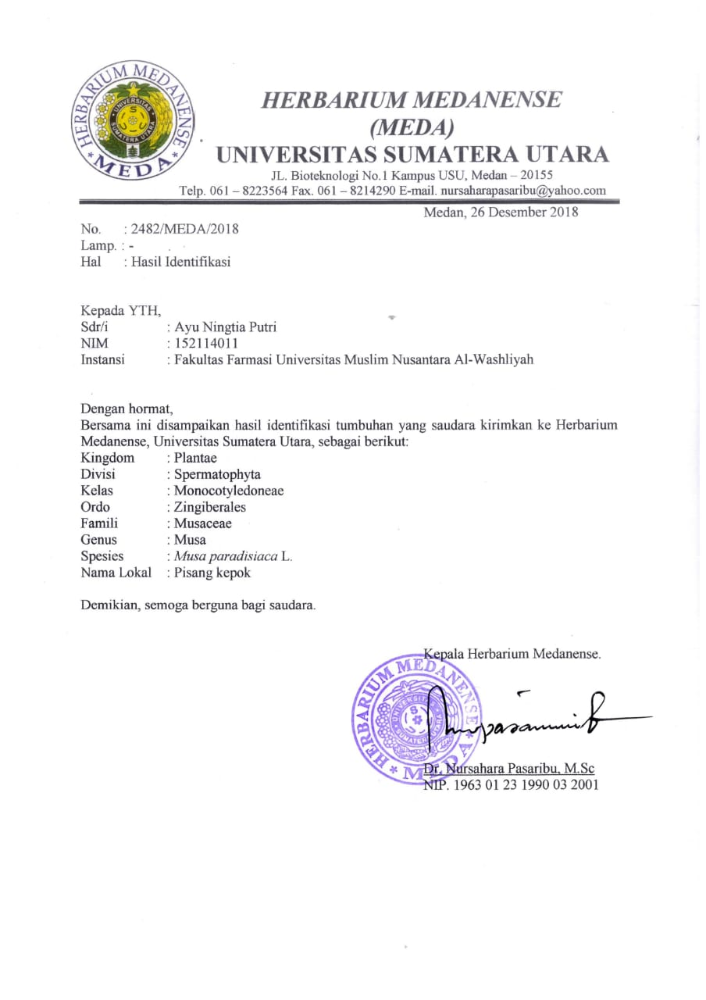 HERBARIUM MEDANENSE
* MEDA *
UNIVERSITAS
SUMATERA UTARA
HERBARIUM MEDANENSE
(MEDA)
UNIVERSITAS SUMATERA UTARA
JL. Bioteknologi No.1 Kampus USU, Medan – 20155
Telp. 061 – 8223564 Fax. 061 – 8214290 E-mail. nursaharapasaribu@yahoo.com
Medan, 26 Desember 2018
No. : 2482/MEDA/2018
Lamp. : -
Hal : Hasil Identifikasi
Kepada YTH,
Sdr/i : Ayu Ningtia Putri
NIM : 152114011
Instansi : Fakultas Farmasi Universitas Muslim Nusantara Al-Washliyah
Dengan hormat,
Bersama ini disampaikan hasil identifikasi tumbuhan yang saudara kirimkan ke Herbarium
Medanense, Universitas Sumatera Utara, sebagai berikut:
Kingdom : Plantae
Divisi : Spermatophyta
Kelas : Monocotyledoneae
Ordo : Zingiberales
Famili : Musaceae
Genus : Musa
Spesies : Musa paradisiaca L.
Nama Lokal : Pisang kepok
Demikian, semoga berguna bagi saudara.
Kepala Herbarium Medanense.
HERBARIUM MEDANENSE
* MEDA *
UNIVERSITAS
SUMATERA UTARA
Dr. Nursahara Pasaribu, M.Sc
NIP. 1963 01 23 1990 03 2001